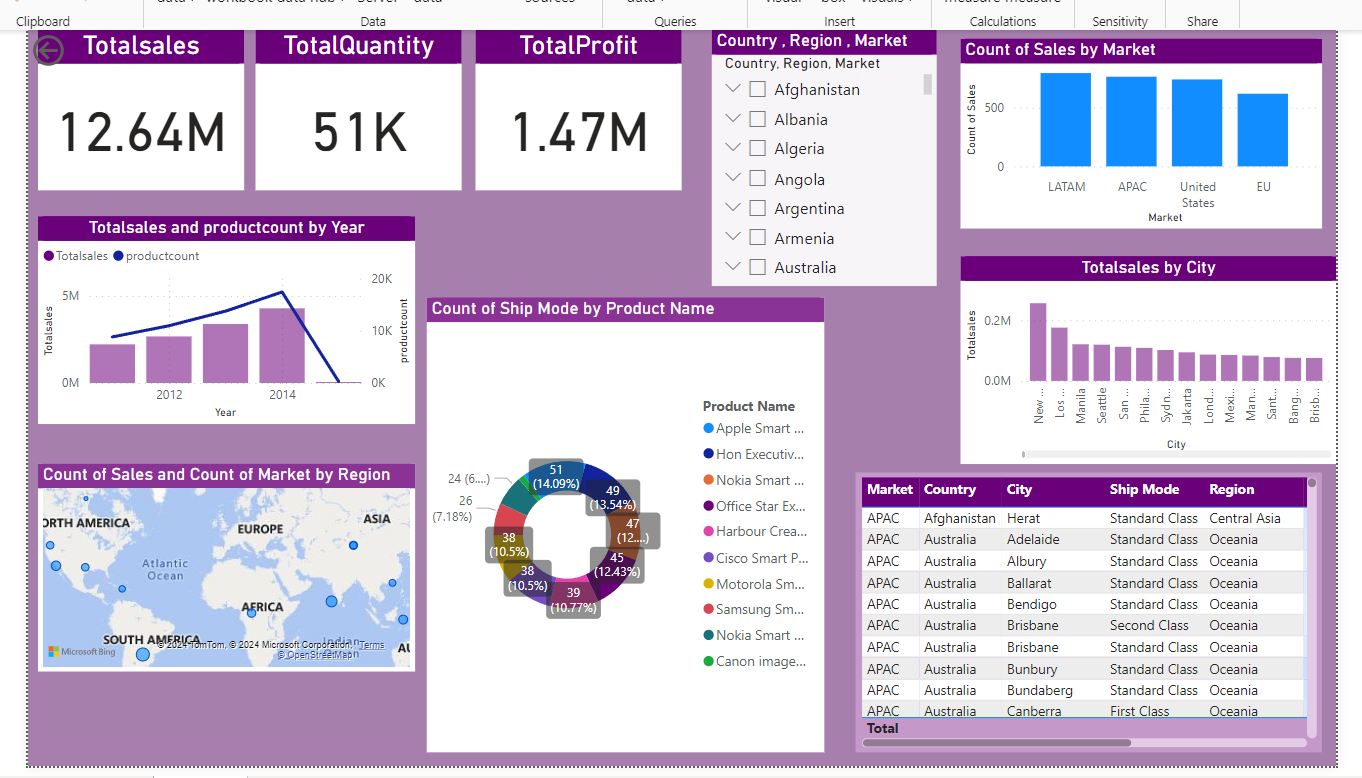 Clipboard
Data
Queries
Insert
Calculations
Sensitivity
Share
Totalsales
12.64M
TotalQuantity
51K
TotalProfit
1.47M
Country , Region , Market
Country, Region, Market
Afghanistan
Albania
Algeria
Angola
Argentina
Armenia
Australia
Count of Sales by Market
Count of Sales
500
0
LATAM
APAC
United
States
EU
Market
Totalsales and productcount by Year
Totalsales
productcount
Totalsales
5M
0M
20K
10K
0K
productcount
2012
2014
Year
Count of Ship Mode by Product Name
51
(14.09%)
49
(13.54%)
47
(12....)
45
(12.43%)
39
(10.77%)
38
(10.5%)
38
(10.5%)
26
(7.18%)
24 (6....)
Product Name
Apple Smart ...
Hon Executiv...
Nokia Smart ...
Office Star Ex...
Harbour Crea...
Cisco Smart P...
Motorola Sm...
Samsung Sm...
Nokia Smart ...
Canon image...
Totalsales by City
Totalsales
0.2M
0.0M
New ...
Los ...
Manila
Seattle
San ...
Phila...
Sydn...
Jakarta
Lond...
Mexi...
Man...
Sant...
Bang...
Brisb...
City
Count of Sales and Count of Market by Region
ORTH AMERICA
EUROPE
ASIA
Atlantic
Ocean
AFRICA
SOUTH AMERICA
Indian
AU
Microsoft Bing
© 2024 TomTom, © 2024 Microsoft Corporation, Terms
© OpenStreetMap
Market Country City Ship Mode Region
APAC Afghanistan Herat Standard Class Central Asia
APAC Australia Adelaide Standard Class Oceania
APAC Australia Albury Standard Class Oceania
APAC Australia Ballarat Standard Class Oceania
APAC Australia Bendigo Standard Class Oceania
APAC Australia Brisbane Second Class Oceania
APAC Australia Brisbane Standard Class Oceania
APAC Australia Bunbury Standard Class Oceania
APAC Australia Bundaberg Standard Class Oceania
APAC Australia Canberra First Class Oceania
Total